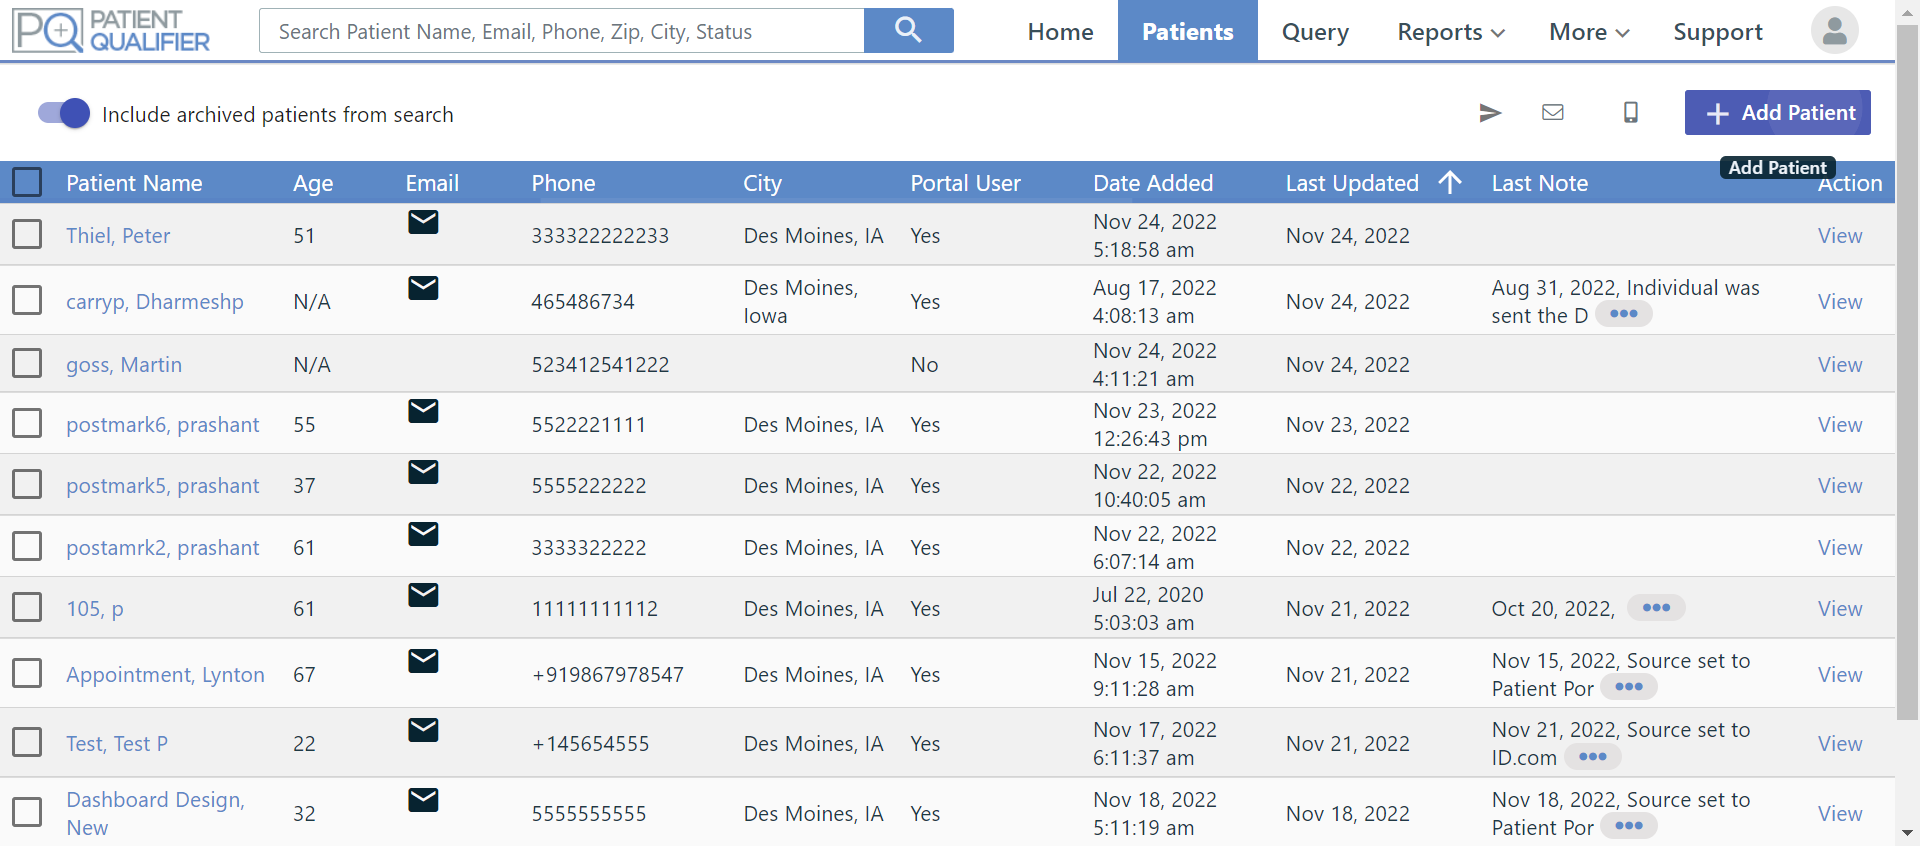 PATIENT
QUALIFIER
Search Patient Name, Email, Phone, Zip, City, Status
Home
Patients
Query
Reports
More
Support
Include archived patients from search
Add Patient
Add Patient
Patient Name Age Email Phone City Portal User Date Added Last Updated Last Note Action
Thiel, Peter 51 333322222233 Des Moines, IA Yes Nov 24, 2022 5:18:58 am Nov 24, 2022 View
carryp, Dharmeshp N/A 465486734 Des Moines, Iowa Yes Aug 17, 2022 4:08:13 am Nov 24, 2022 Aug 31, 2022, Individual was sent the D View
goss, Martin N/A 523412541222 No Nov 24, 2022 4:11:21 am Nov 24, 2022 View
postmark6, prashant 55 5522221111 Des Moines, IA Yes Nov 23, 2022 12:26:43 pm Nov 23, 2022 View
postmark5, prashant 37 5555222222 Des Moines, IA Yes Nov 22, 2022 10:40:05 am Nov 22, 2022 View
postamrk2, prashant 61 3333322222 Des Moines, IA Yes Nov 22, 2022 6:07:14 am Nov 22, 2022 View
105, p 61 11111111112 Des Moines, IA Yes Jul 22, 2020 5:03:03 am Nov 21, 2022 Oct 20, 2022, View
Appointment, Lynton 67 +919867978547 Des Moines, IA Yes Nov 15, 2022 9:11:28 am Nov 21, 2022 Nov 15, 2022, Source set to Patient Por View
Test, Test P 22 +145654555 Des Moines, IA Yes Nov 17, 2022 6:11:37 am Nov 21, 2022 Nov 21, 2022, Source set to ID.com View
Dashboard Design, New 32 5555555555 Des Moines, IA Yes Nov 18, 2022 5:11:19 am Nov 18, 2022 Nov 18, 2022, Source set to Patient Por View